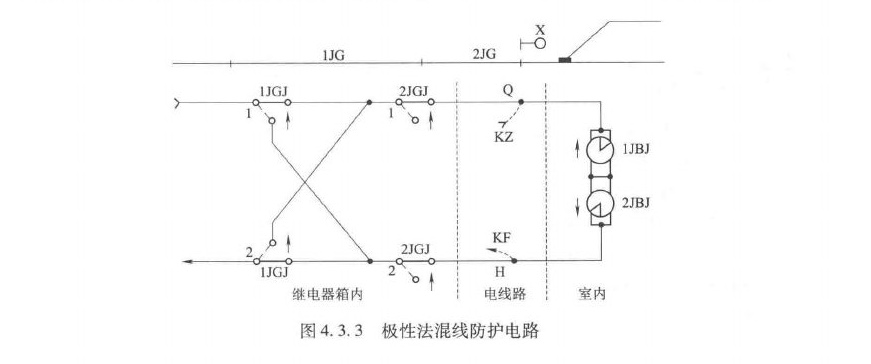 X
1JG 2JG
1JGJ 2JGJ Q
1 1
KZ
1JBJ
2JBJ
KF
2 2JGJ
1JGJ 2 H
继电器箱内 电线路 室内
图 4.3.3 极性法混线防护电路